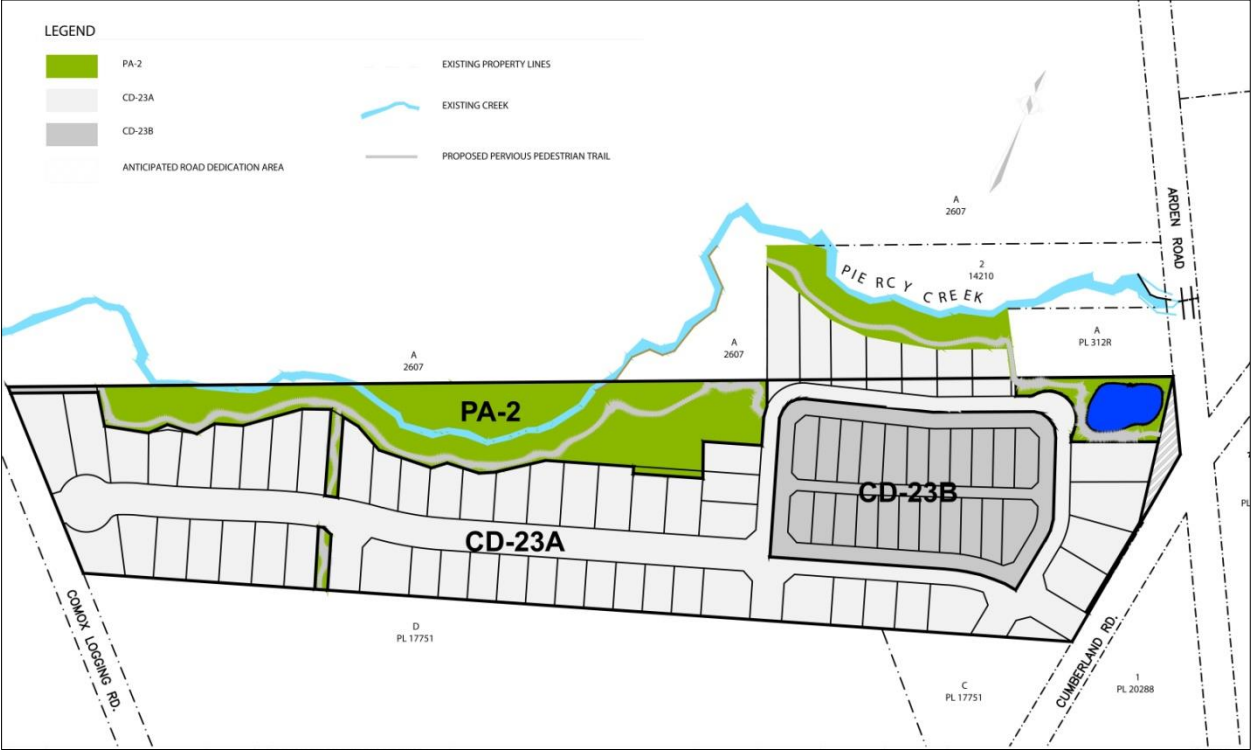 LEGEND
PA-2
EXISTING PROPERTY LINES
CD-23A
EXISTING CREEK
CD-23B
PROPOSED PERVIOUS PEDESTRIAN TRAIL
ANTICIPATED ROAD DEDICATION AREA
A
2607
ARDEN ROAD
2
14210
PIERCY CREEK
A
PL 312R
A
2607
A
2607
PA-2
CD-23B
CD-23A
COMOX LOGGING RD.
D
PL 17751
C
PL 17751
CUMBERLAND RD.
1
PL 20288